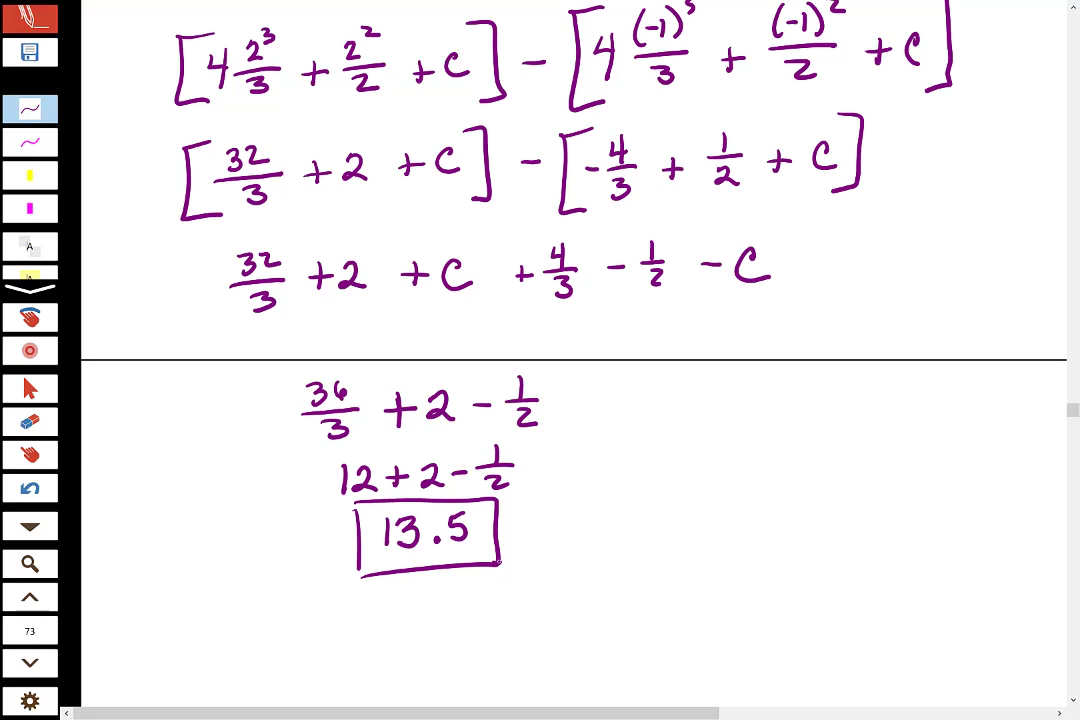 [4 2³/3 + 2²/2 + C] - [4 (-1)³/3 + (-1)²/2 + C]
[32/3 + 2 + C] - [-4/3 + 1/2 + C]
32/3 + 2 + C + 4/3 - 1/2 - C
36/3 + 2 - 1/2
12 + 2 - 1/2
13.5
A
73